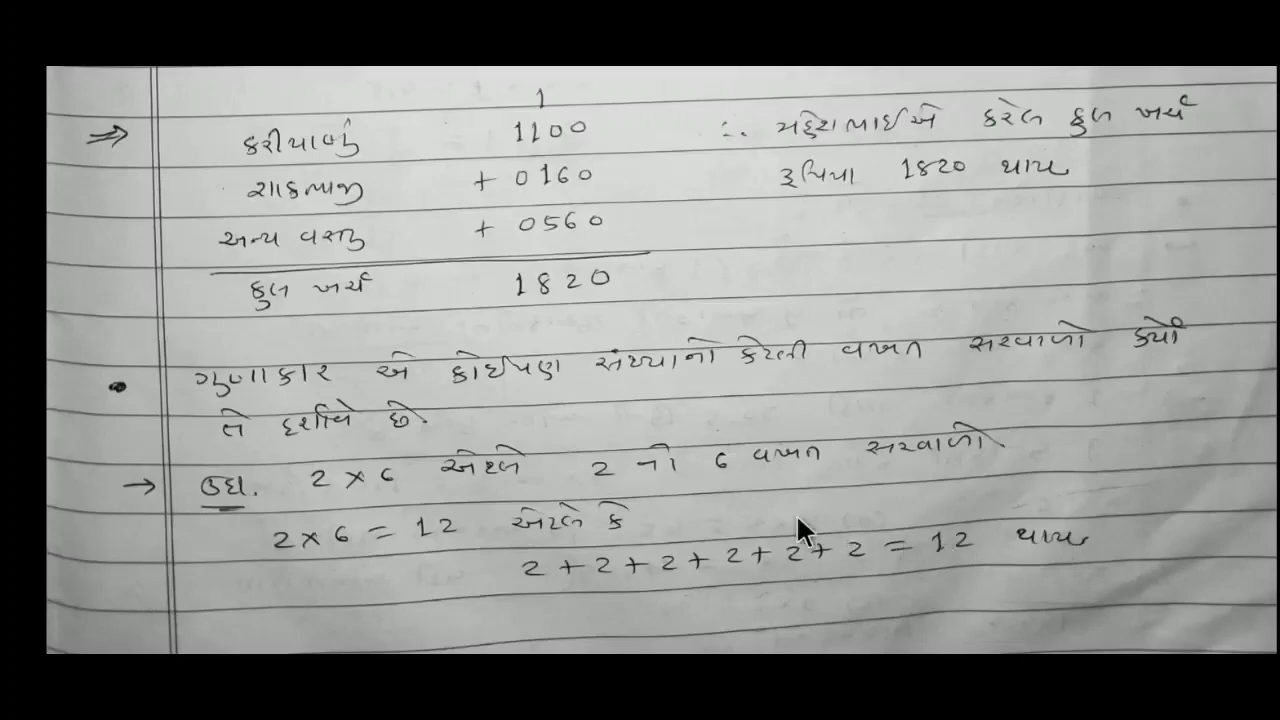 1
⇒ કરીયાણું 1100 ∴ મહેશભાઈએ કરેલ કુલ ખર્ચ
શાકભાજી + 0160 રૂપિયા 1820 થાય
અન્ય વસ્તુ + 0560
કુલ ખર્ચ 1820
• ગુણાકાર એ કોઈપણ સંખ્યાનો કેટલી વખત સરવાળો કર્યો
તે દર્શાવે છે.
→ ઉદા. 2 × 6 એટલે 2 નો 6 વખત સરવાળો.
2 × 6 = 12 એટલે કે
2 + 2 + 2 + 2 + 2 + 2 = 12 થાય